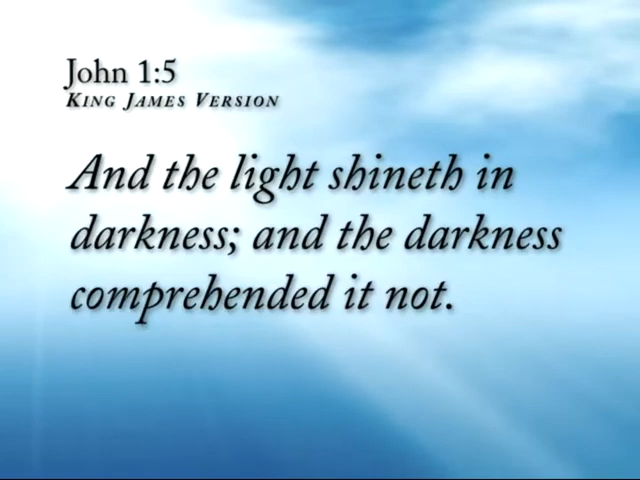 John 1:5
King James Version
And the light shineth in
darkness; and the darkness
comprehended it not.